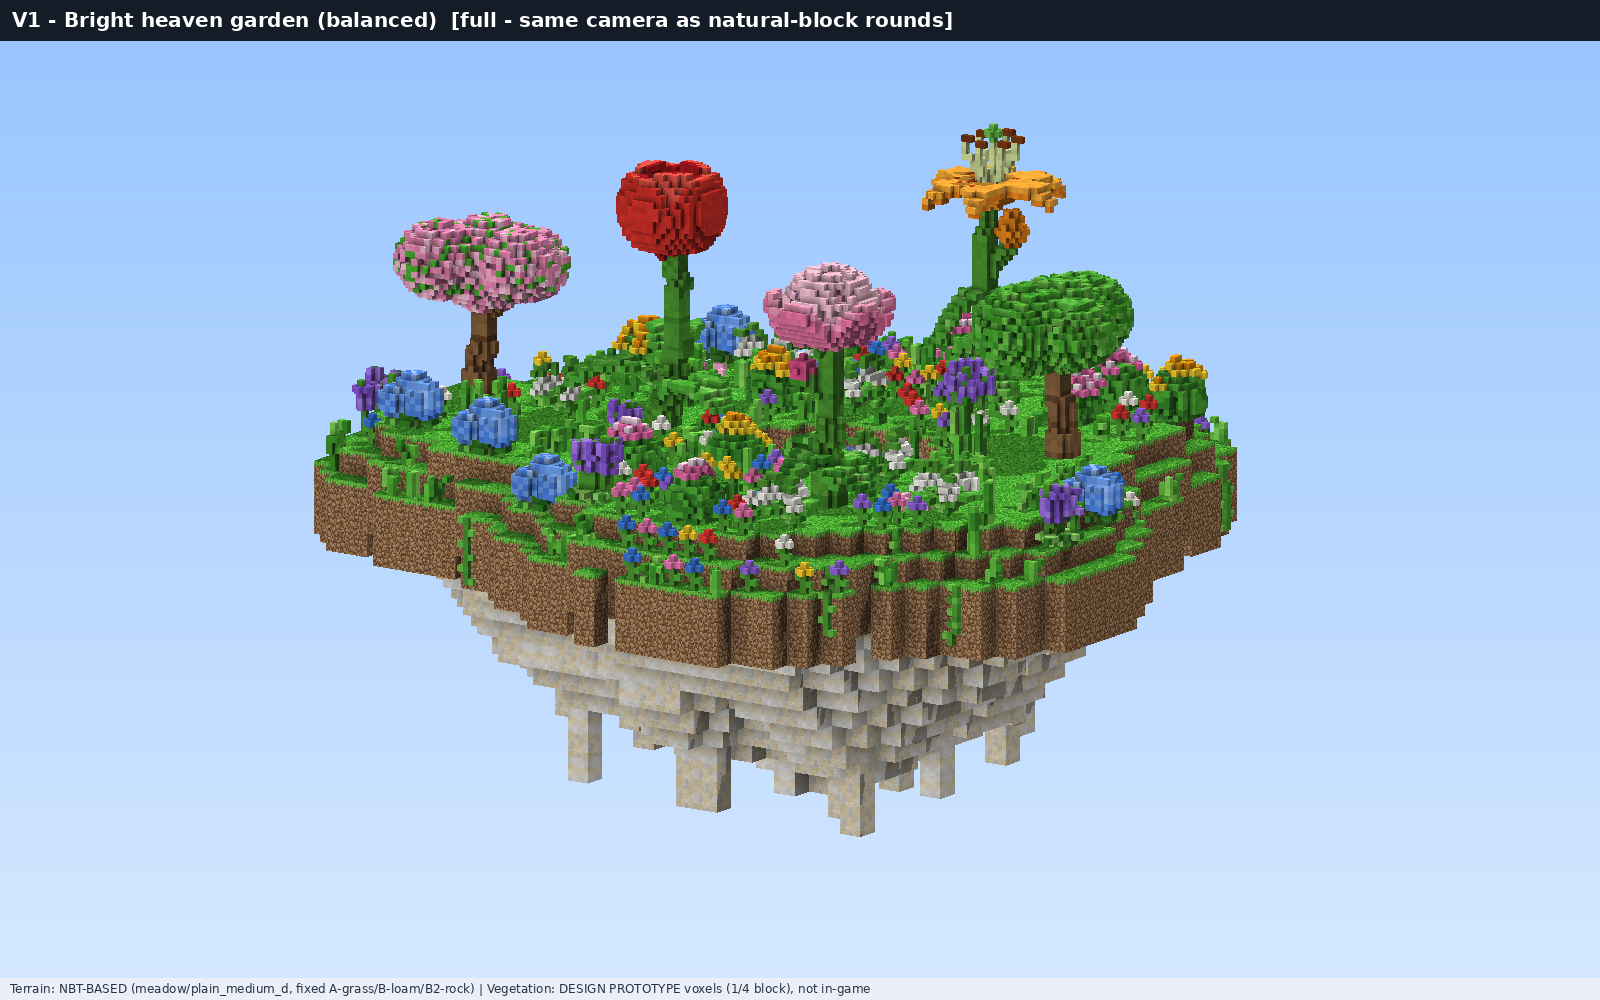 V1 - Bright heaven garden (balanced)  [full - same camera as natural-block rounds]
Terrain: NBT-BASED (meadow/plain_medium_d, fixed A-grass/B-loam/B2-rock) | Vegetation: DESIGN PROTOTYPE voxels (1/4 block), not in-game